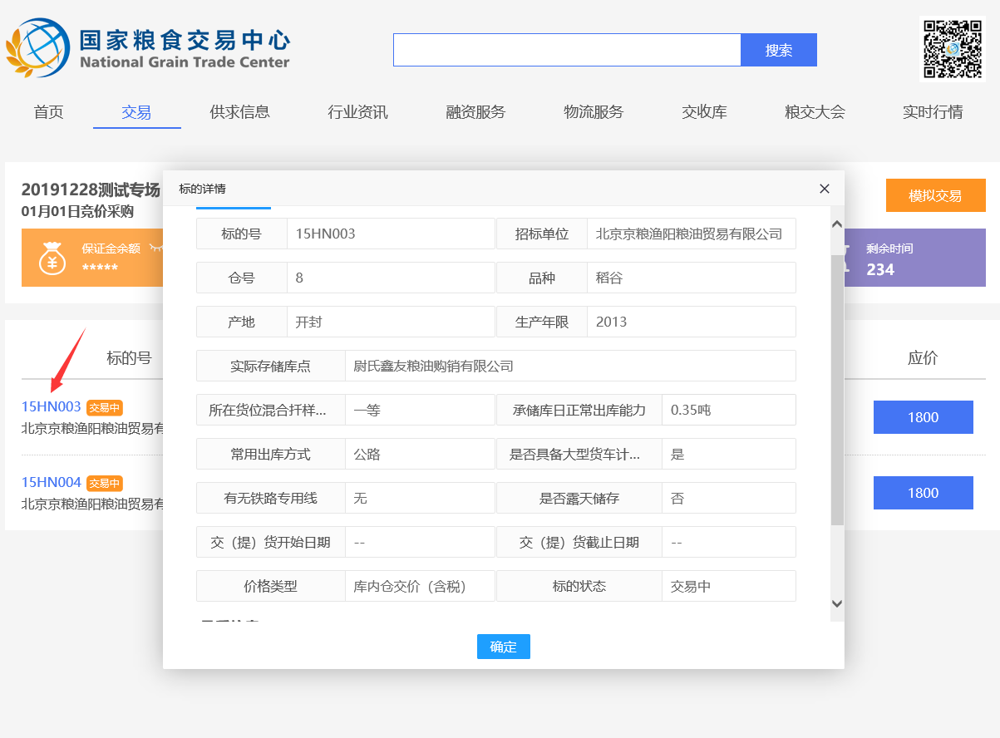 国家粮食交易中心
National Grain Trade Center
搜索
首页 交易 供求信息 行业资讯 融资服务 物流服务 交收库 粮交大会 实时行情
20191228测试专场
01月01日竞价采购
模拟交易
保证金余额
*****
剩余时间
234
标的号
应价
15HN003 交易中
北京京粮渔阳粮油贸易有
1800
15HN004 交易中
北京京粮渔阳粮油贸易有
1800
标的详情
标的号 15HN003 招标单位 北京京粮渔阳粮油贸易有限公司
仓号 8 品种 稻谷
产地 开封 生产年限 2013
实际存储库点 尉氏鑫友粮油购销有限公司
所在货位混合扦样... 一等 承储库日正常出库能力 0.35吨
常用出库方式 公路 是否具备大型货车计... 是
有无铁路专用线 无 是否露天储存 否
交（提）货开始日期 -- 交（提）货截止日期 --
价格类型 库内仓交价（含税） 标的状态 交易中
确定